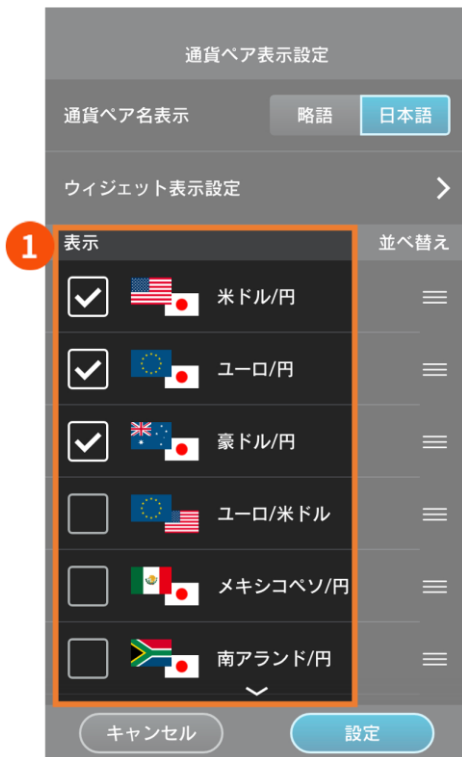 通貨ペア表示設定
通貨ペア名表示 略語 日本語
ウィジェット表示設定
1 表示 並べ替え
米ドル/円
ユーロ/円
豪ドル/円
ユーロ/米ドル
メキシコペソ/円
南アランド/円
キャンセル 設定